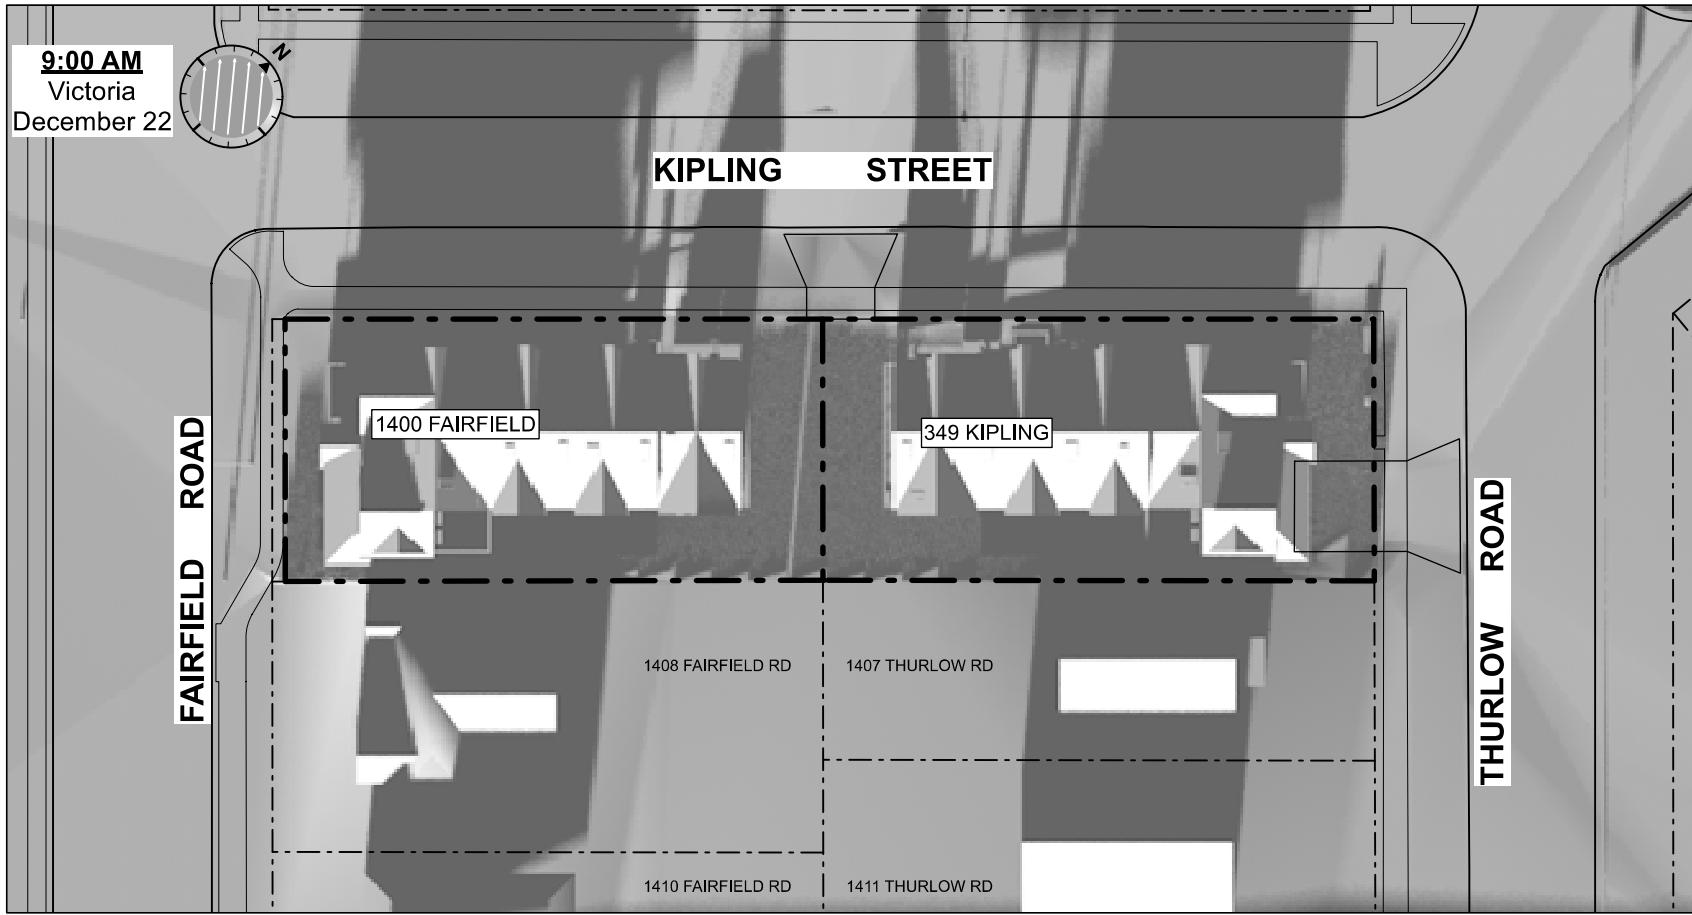 9:00 AM
Victoria
December 22
N
KIPLING STREET
1400 FAIRFIELD
349 KIPLING
FAIRFIELD ROAD
THURLOW ROAD
1408 FAIRFIELD RD
1407 THURLOW RD
1410 FAIRFIELD RD
1411 THURLOW RD